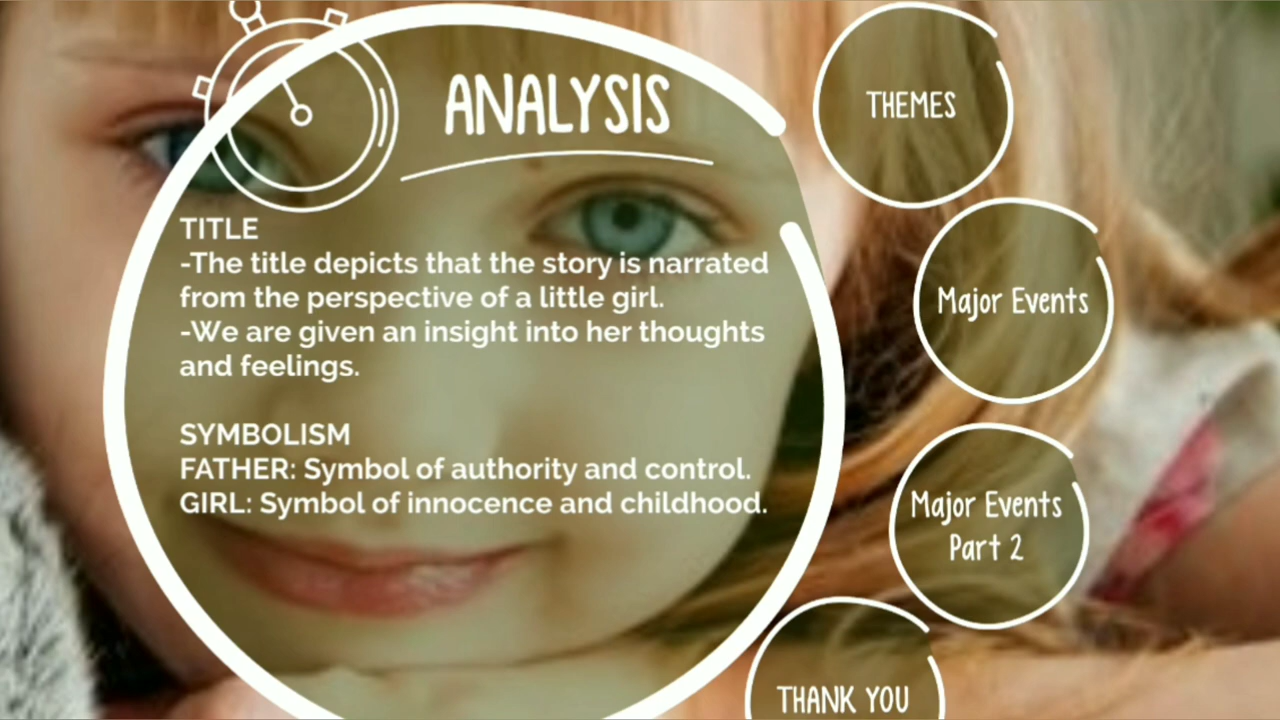 ANALYSIS
TITLE
-The title depicts that the story is narrated
from the perspective of a little girl.
-We are given an insight into her thoughts
and feelings.
SYMBOLISM
FATHER: Symbol of authority and control.
GIRL: Symbol of innocence and childhood.
THEMES
Major Events
Major Events
Part 2
THANK YOU